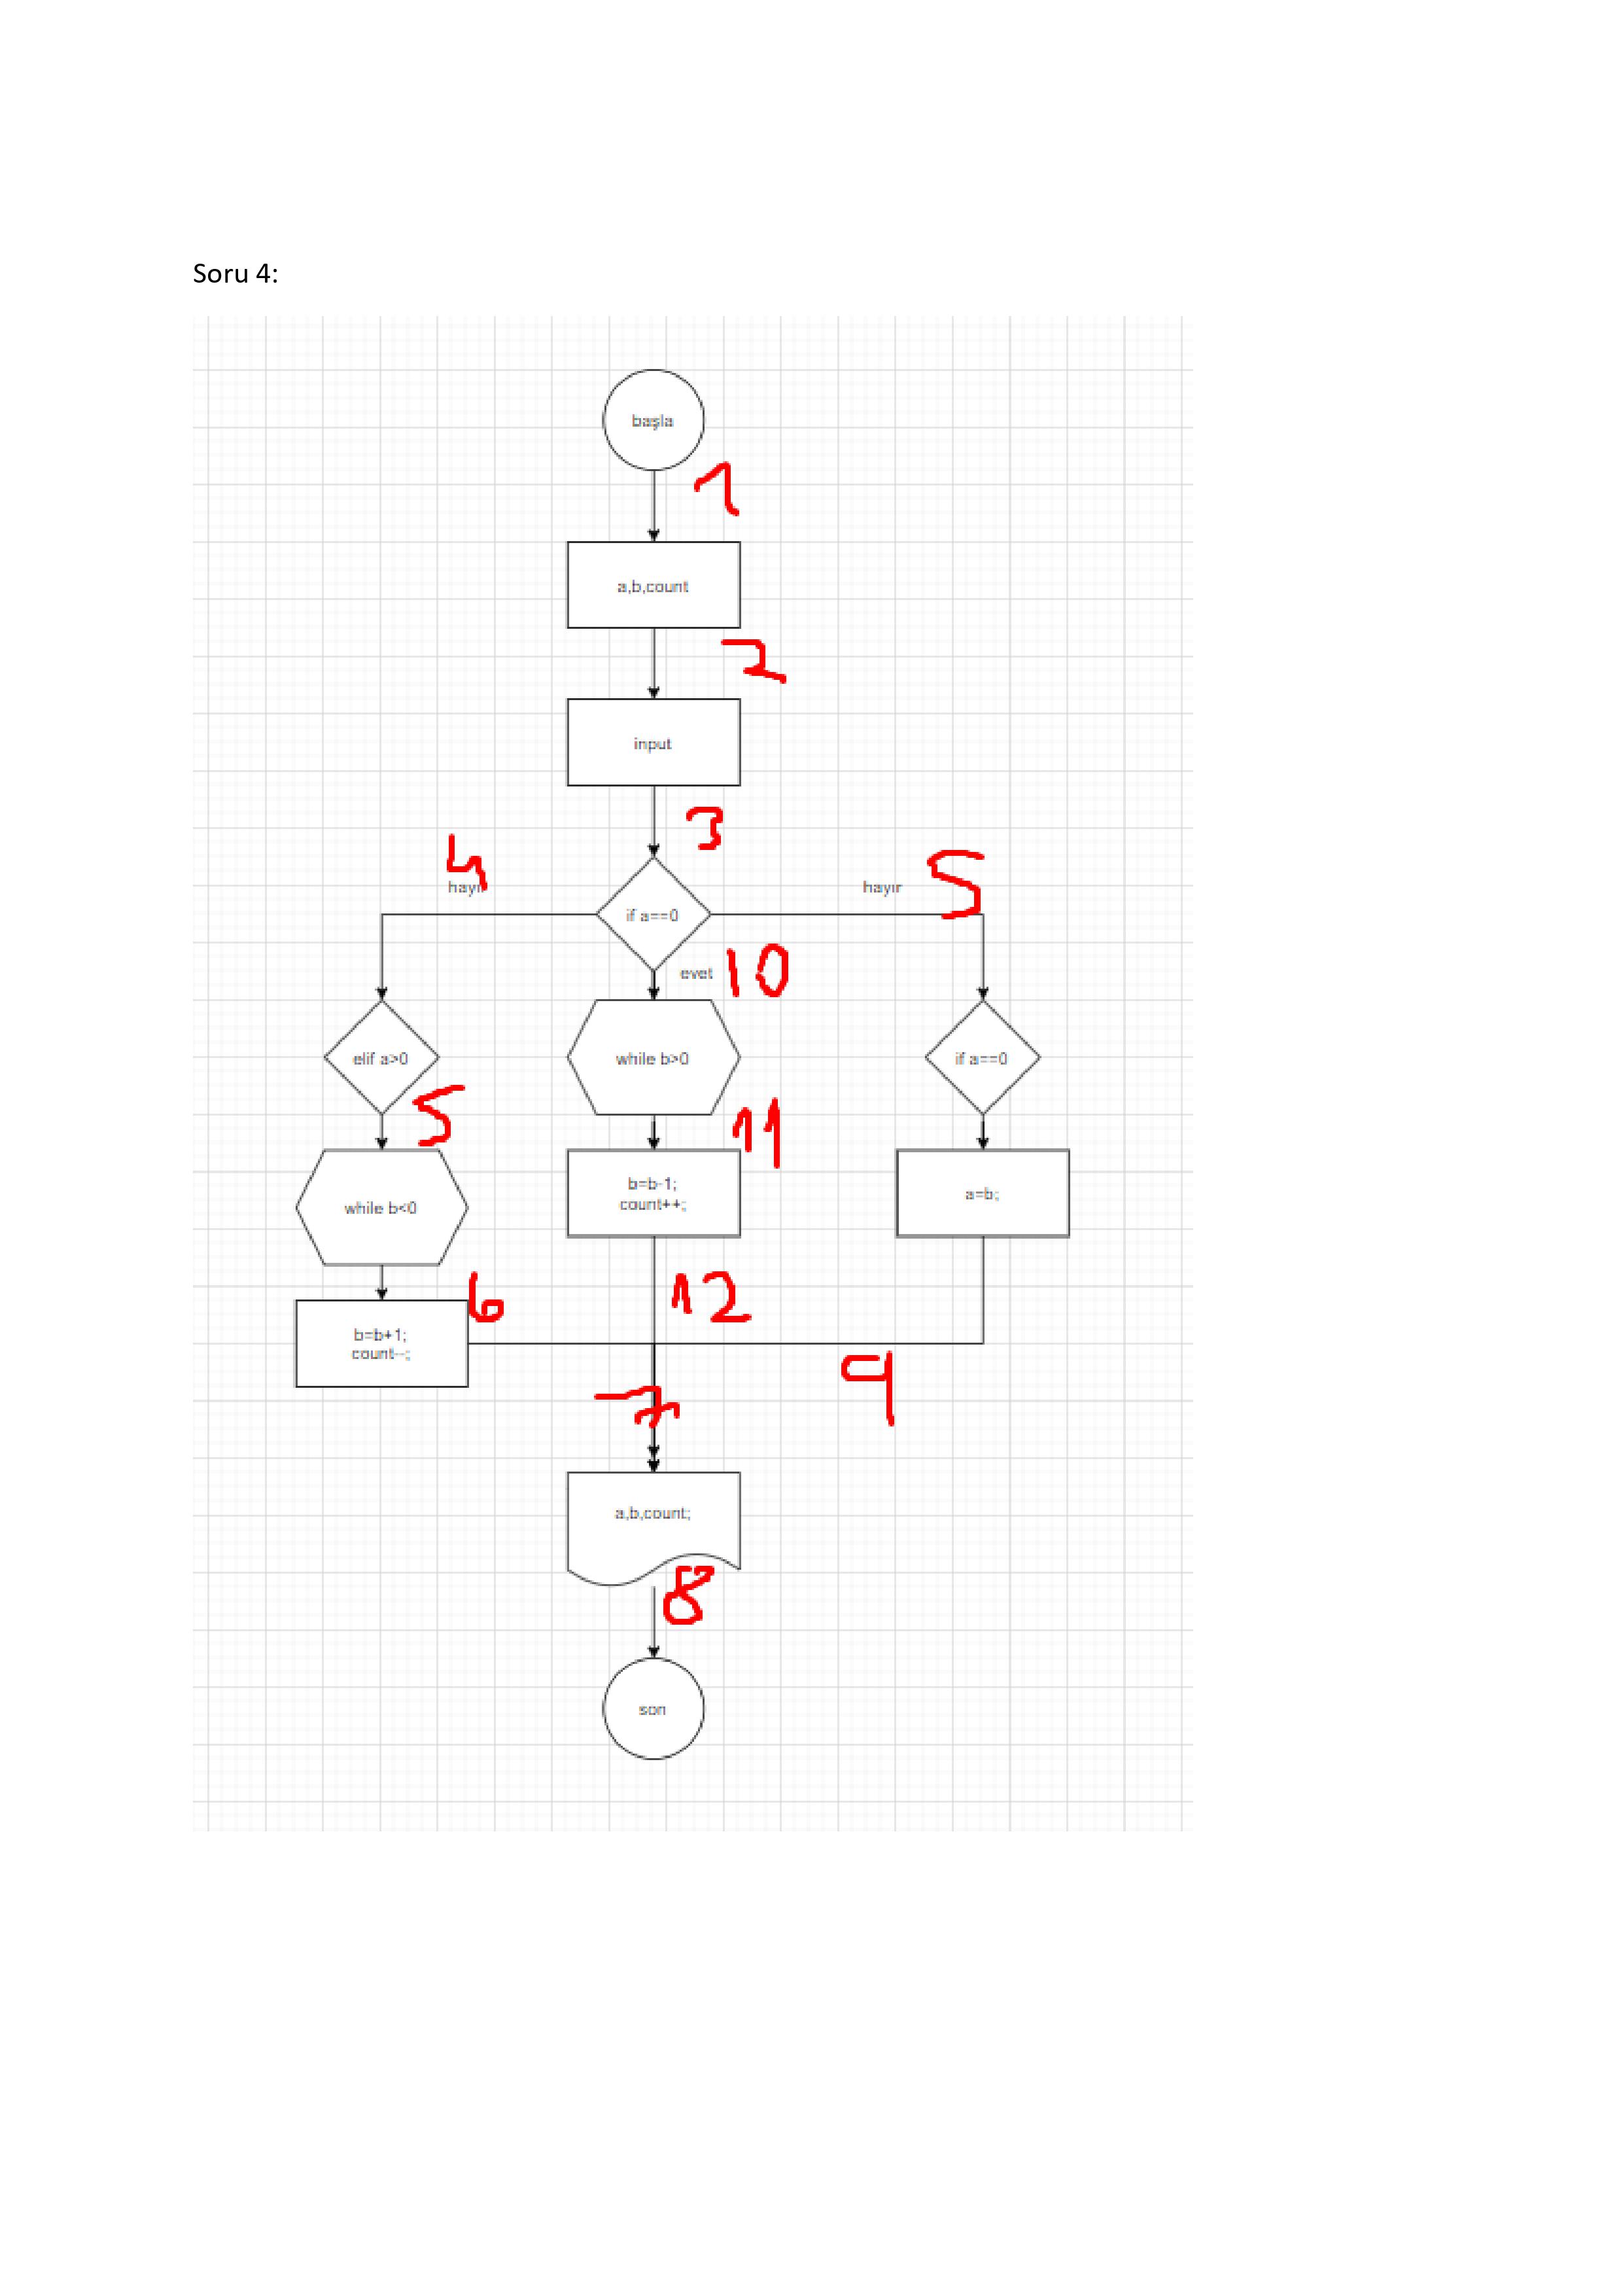 Soru 4:
başla
1
a,b,count
2
input
3
4
hayır
hayır
5
if a==0
evet
10
elif a>0
while b>0
if a==0
5
11
while b<0
b=b-1;
count++;
a=b;
6
12
b=b+1;
count--;
9
7
a,b,count;
8
son